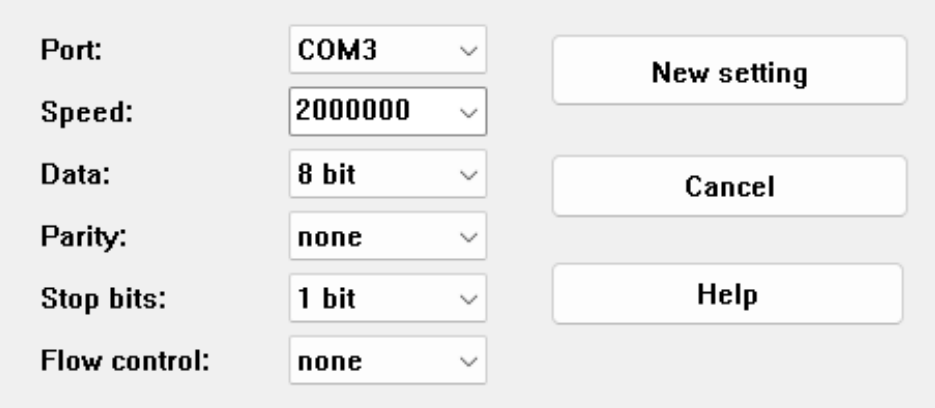 Port: COM3
Speed: 2000000
Data: 8 bit
Parity: none
Stop bits: 1 bit
Flow control: none
New setting
Cancel
Help